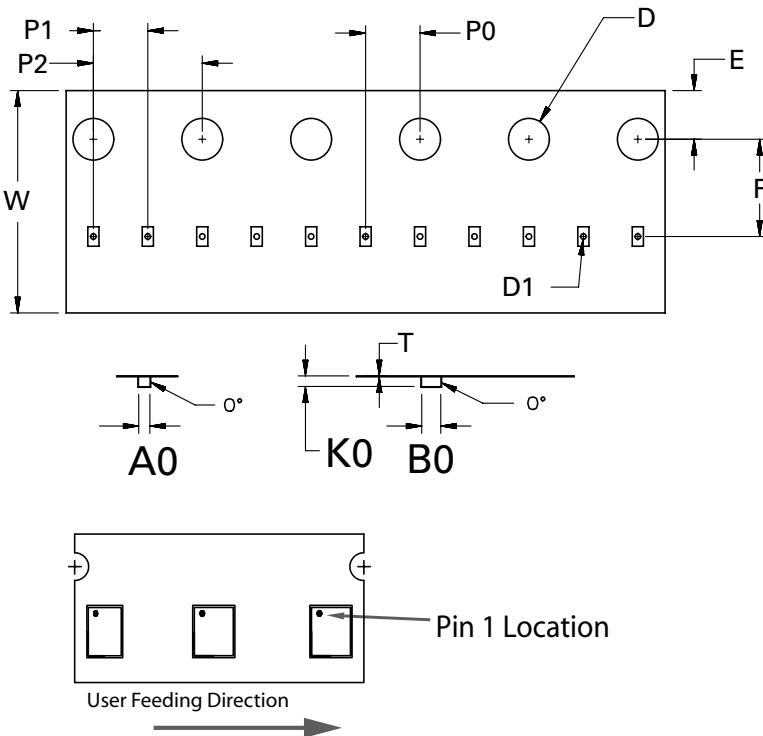 P1
P0
D
P2
E
W
F
D1
T
0°
0°
A0
K0
B0
Pin 1 Location
User Feeding Direction